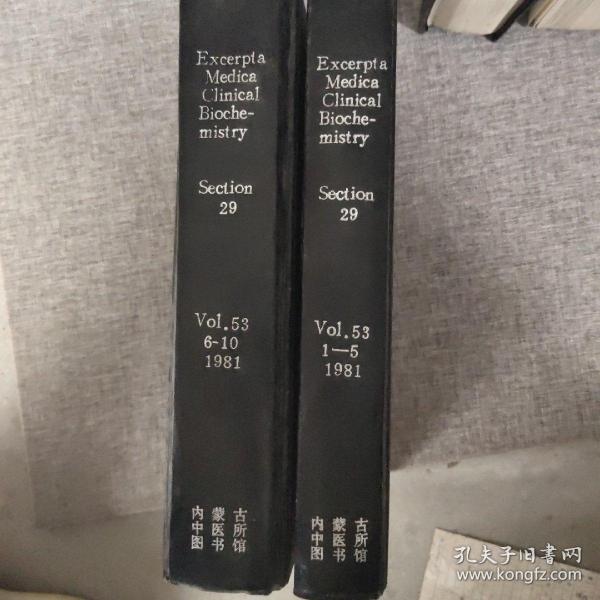 Excerpta
Medica
Clinical
Bioche-
mistry
Section
29
Vol.53
6-10
1981
内蒙古
中医所
图书馆
Excerpta
Medica
Clinical
Bioche-
mistry
Section
29
Vol.53
1—5
1981
内蒙古
中医所
图书馆
孔夫子旧书网
www.kongfz.com